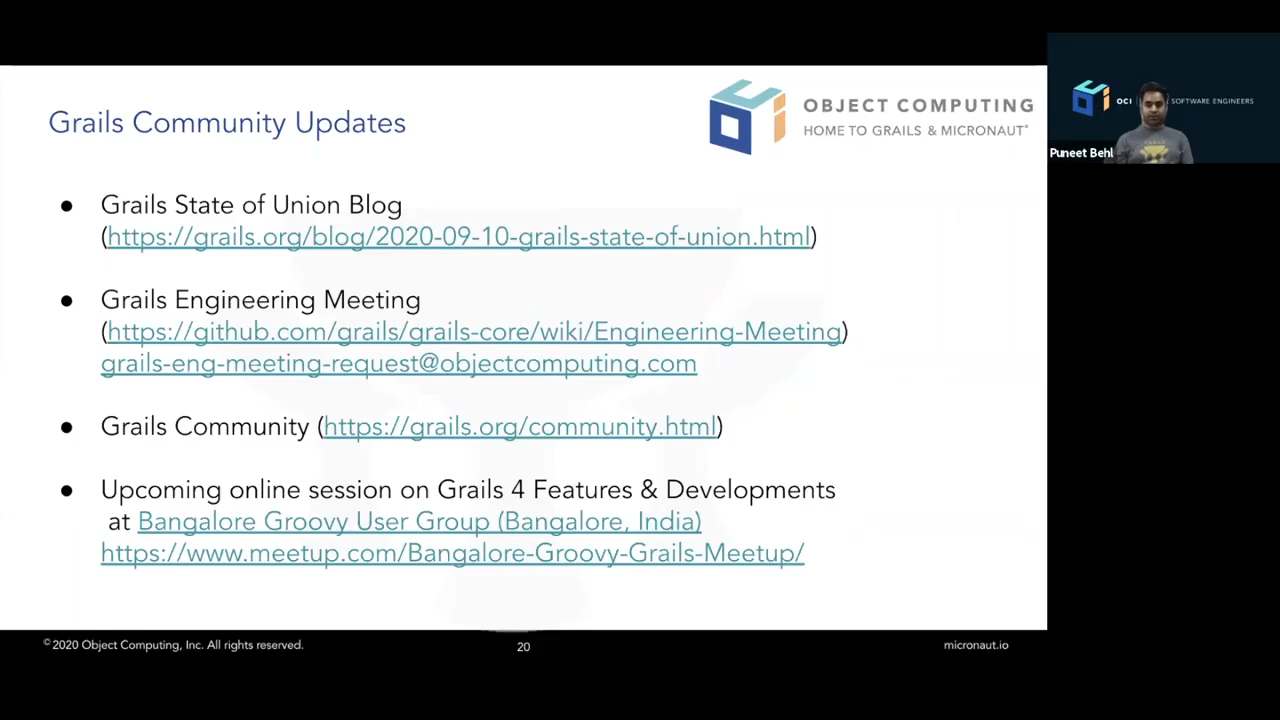 Grails Community Updates
OBJECT COMPUTING
HOME TO GRAILS & MICRONAUT®
● Grails State of Union Blog
(https://grails.org/blog/2020-09-10-grails-state-of-union.html)
● Grails Engineering Meeting
(https://github.com/grails/grails-core/wiki/Engineering-Meeting)
grails-eng-meeting-request@objectcomputing.com
● Grails Community (https://grails.org/community.html)
● Upcoming online session on Grails 4 Features & Developments
at Bangalore Groovy User Group (Bangalore, India)
https://www.meetup.com/Bangalore-Groovy-Grails-Meetup/
©2020 Object Computing, Inc. All rights reserved.
20
micronaut.io
OCI | SOFTWARE ENGINEERS
Puneet Behl